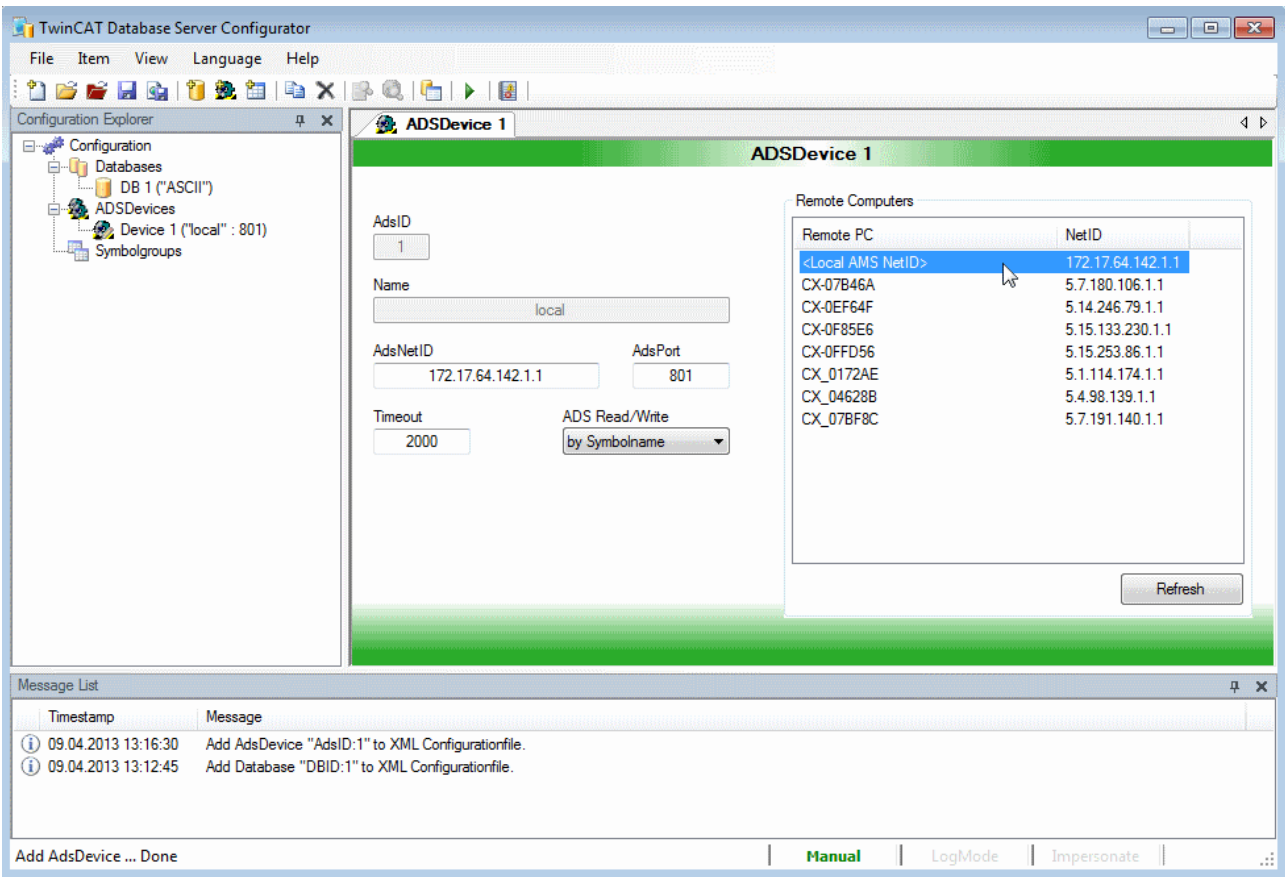 TwinCAT Database Server Configurator
File Item View Language Help
Configuration Explorer
ADSDevice 1
Configuration
Databases
DB 1 ("ASCII")
ADSDevices
Device 1 ("local" : 801)
Symbolgroups
ADSDevice 1
AdsID
1
Name
local
AdsNetID AdsPort
172.17.64.142.1.1 801
Timeout ADS Read/Write
2000 by Symbolname
Remote Computers
Remote PC NetID
<Local AMS NetID> 172.17.64.142.1.1
CX-07B46A 5.7.180.106.1.1
CX-0EF64F 5.14.246.79.1.1
CX-0F85E6 5.15.133.230.1.1
CX-0FFD56 5.15.253.86.1.1
CX_0172AE 5.1.114.174.1.1
CX_04628B 5.4.98.139.1.1
CX_07BF8C 5.7.191.140.1.1
Refresh
Message List
Timestamp Message
09.04.2013 13:16:30 Add AdsDevice "AdsID:1" to XML Configurationfile.
09.04.2013 13:12:45 Add Database "DBID:1" to XML Configurationfile.
Add AdsDevice ... Done Manual LogMode Impersonate